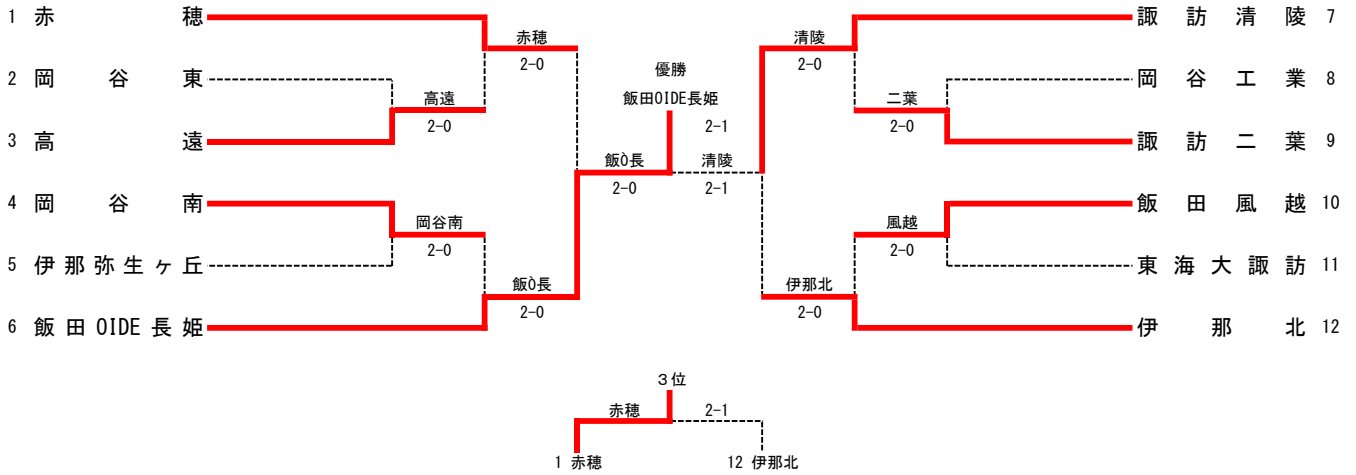 1 赤穂
2 岡谷東
3 高遠
4 岡谷南
5 伊那弥生ヶ丘
6 飯田OIDE長姫
赤穂
2-0
高遠
2-0
岡谷南
2-0
飯ò長
2-0
飯ò長
2-0
優勝
飯田OIDE長姫
2-1
清陵
2-1
清陵
2-0
二葉
2-0
風越
2-0
伊那北
2-0
諏訪清陵 7
岡谷工業 8
諏訪二葉 9
飯田風越 10
東海大諏訪 11
伊那北 12
3位
赤穂 2-1
1 赤穂 12 伊那北